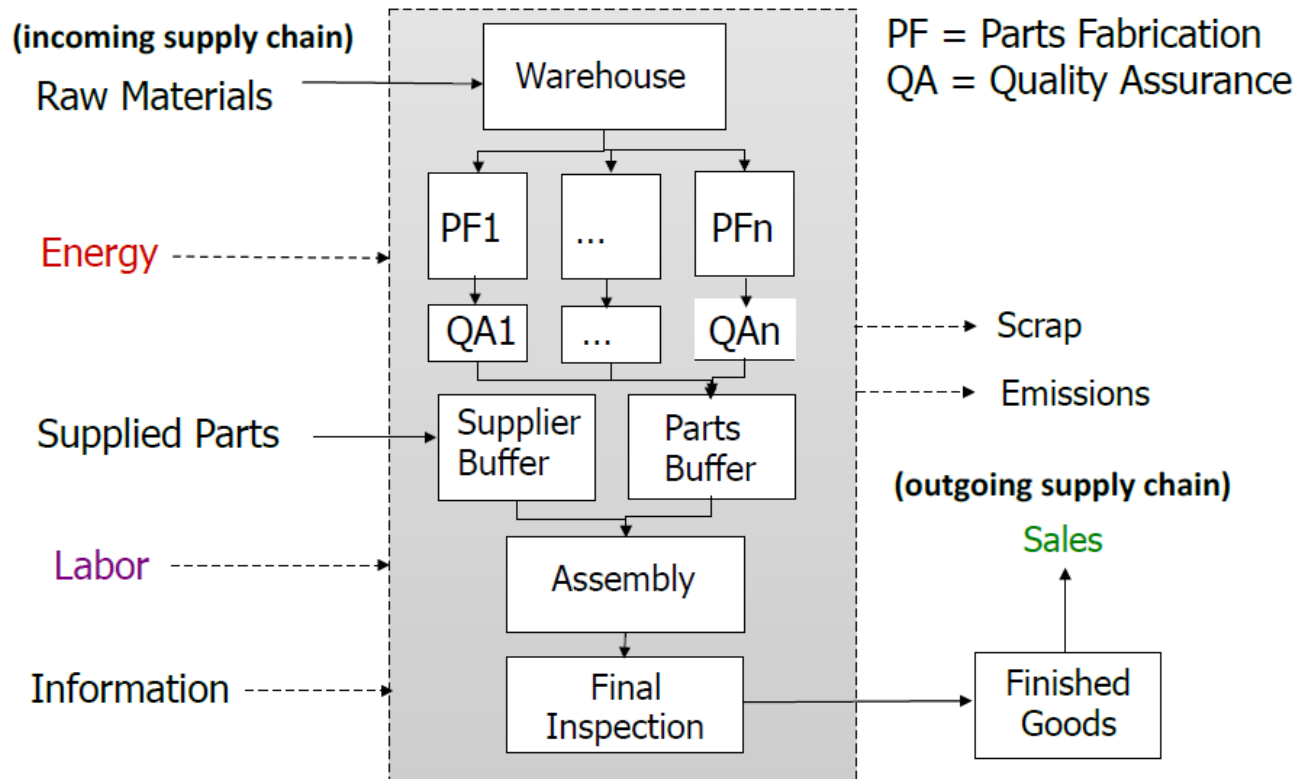 (incoming supply chain)
Raw Materials
Warehouse
PF = Parts Fabrication
QA = Quality Assurance
PF1
...
PFn
Energy
QA1
...
QAn
Scrap
Emissions
Supplied Parts
Supplier
Buffer
Parts
Buffer
(outgoing supply chain)
Sales
Labor
Assembly
Information
Final
Inspection
Finished
Goods